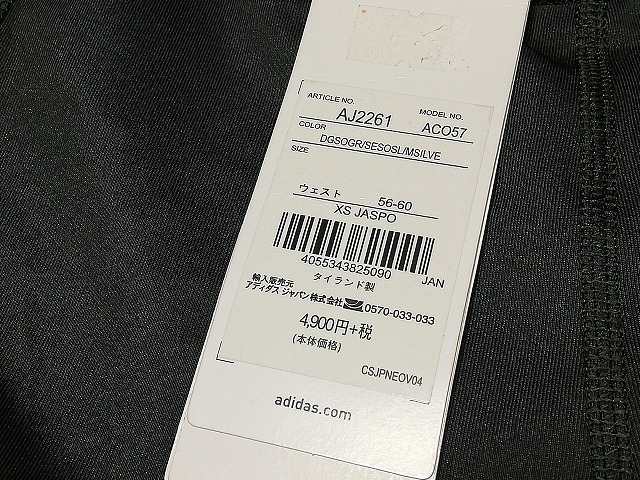 ARTICLE NO. MODEL NO.
AJ2261 ACO57
COLOR
DGSOGR/SESOSL/MSILVE
SIZE
ウェスト 56-60
XS JASPO
4055343825090 JAN
タイランド製
輸入販売元
アディダス ジャパン株式会社 0570-033-033
4,900円+税
(本体価格)
CSJPNEOV04
adidas.com